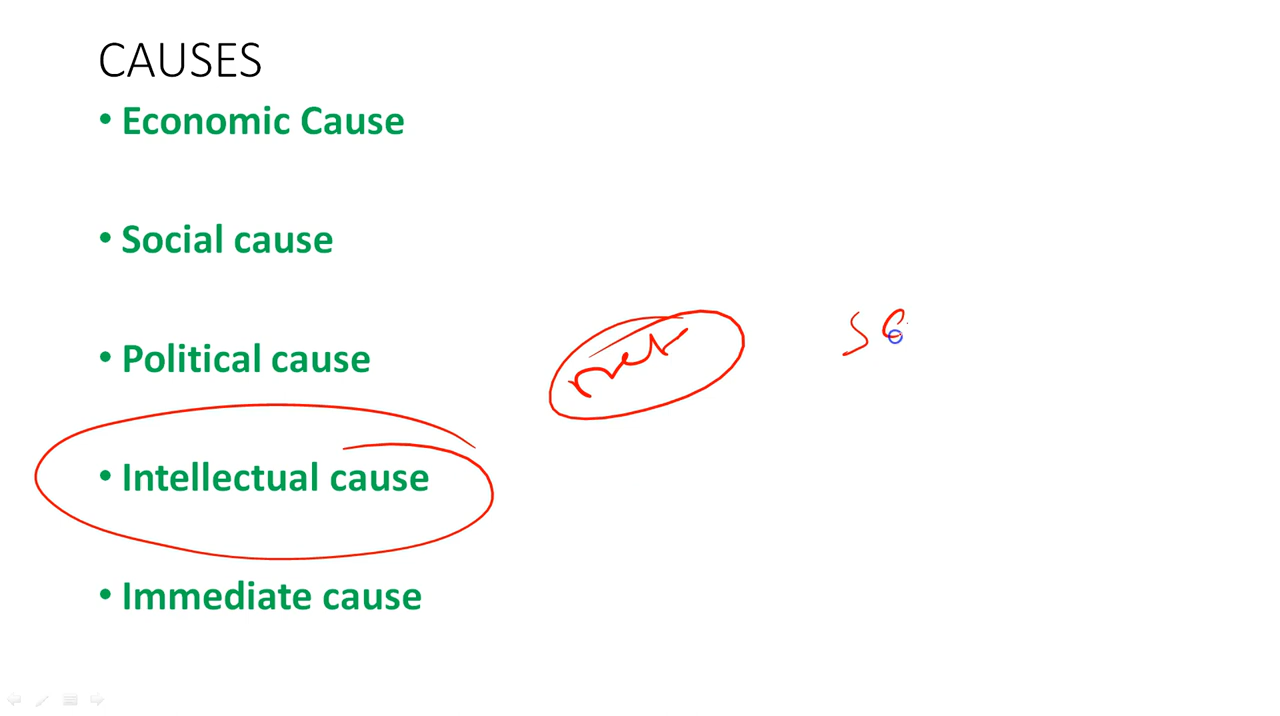 CAUSES
• Economic Cause
• Social cause
• Political cause
• Intellectual cause
• Immediate cause